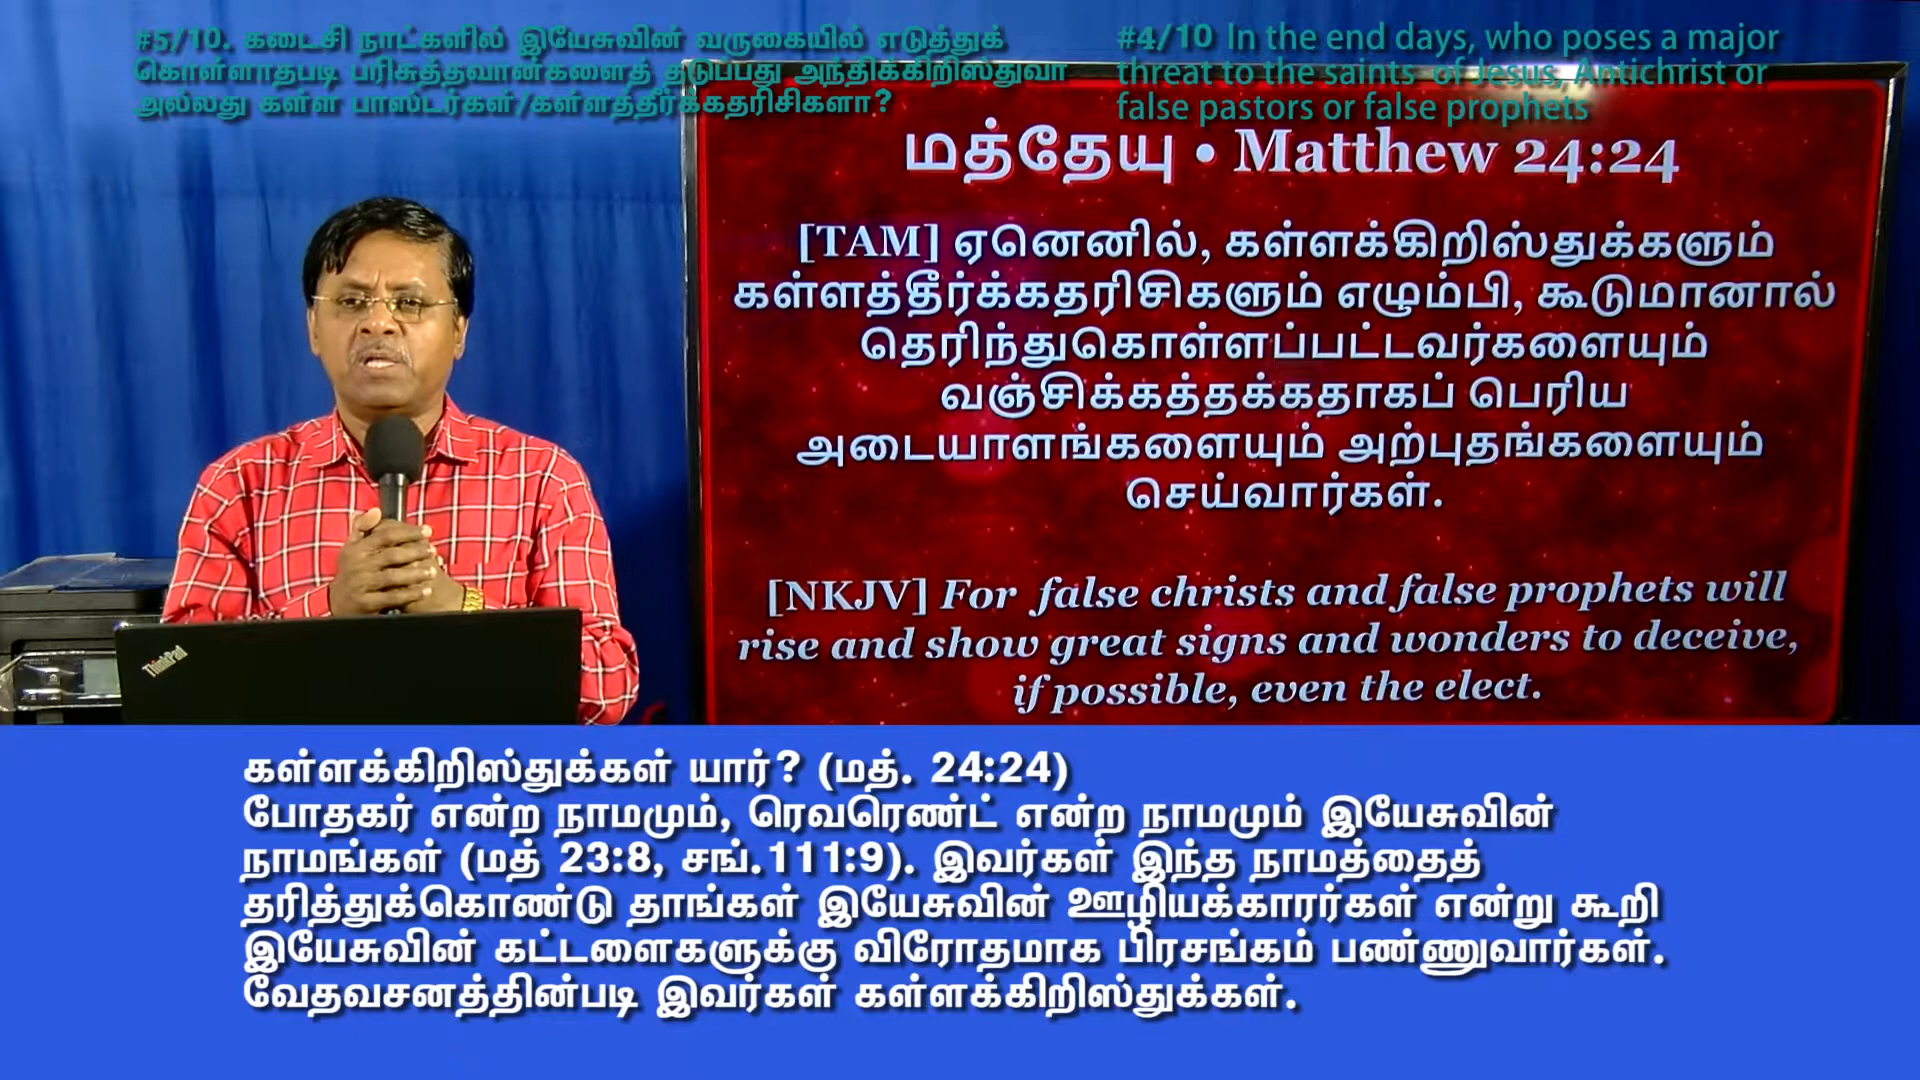 #5/10. கடைசி நாட்களில் இயேசுவின் வருகையில் எடுத்துக்
கொள்ளாதபடி பரிசுத்தவான்களைத் தடுப்பது அந்திக்கிறிஸ்துவா
அல்லது கள்ள பாஸ்டர்கள்/கள்ளத்தீர்க்கதரிசிகளா?
#4/10 In the end days, who poses a major
threat to the saints of Jesus, Antichrist or
false pastors or false prophets
மத்தேயு • Matthew 24:24
[TAM] ஏனெனில், கள்ளக்கிறிஸ்துக்களும்
கள்ளத்தீர்க்கதரிசிகளும் எழும்பி, கூடுமானால்
தெரிந்துகொள்ளப்பட்டவர்களையும்
வஞ்சிக்கத்தக்கதாகப் பெரிய
அடையாளங்களையும் அற்புதங்களையும்
செய்வார்கள்.
[NKJV] For false christs and false prophets will
rise and show great signs and wonders to deceive,
if possible, even the elect.
ThinkPad
கள்ளக்கிறிஸ்துக்கள் யார்? (மத். 24:24)
போதகர் என்ற நாமமும், ரெவரெண்ட் என்ற நாமமும் இயேசுவின்
நாமங்கள் (மத் 23:8, சங்.111:9). இவர்கள் இந்த நாமத்தைத்
தரித்துக்கொண்டு தாங்கள் இயேசுவின் ஊழியக்காரர்கள் என்று கூறி
இயேசுவின் கட்டளைகளுக்கு விரோதமாக பிரசங்கம் பண்ணுவார்கள்.
வேதவசனத்தின்படி இவர்கள் கள்ளக்கிறிஸ்துக்கள்.